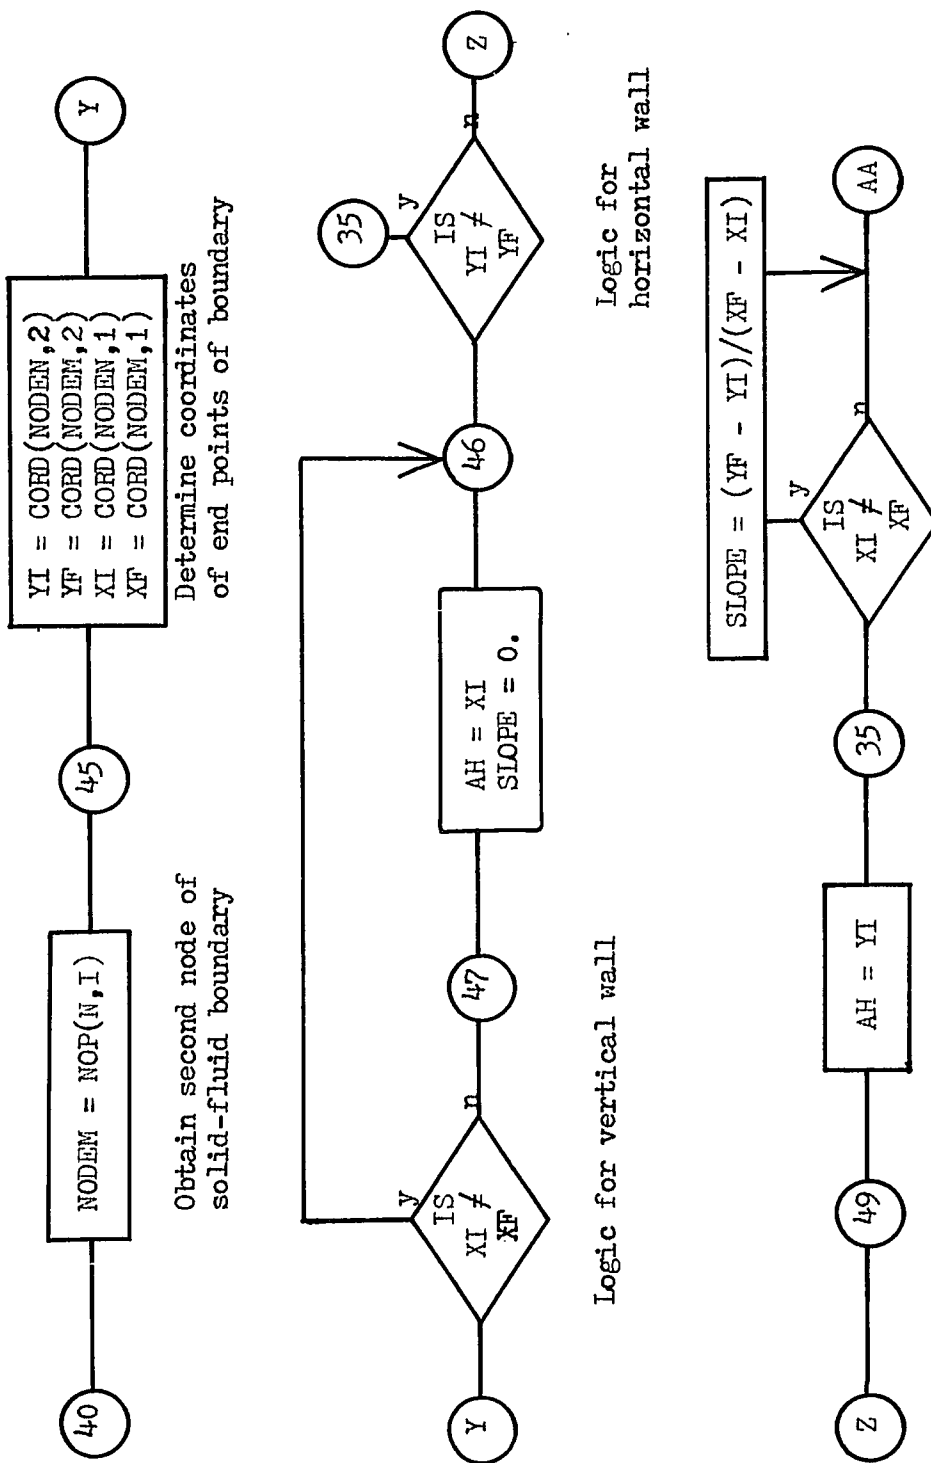 40
NODEM = NOP(N,I)
Obtain second node of
solid-fluid boundary
45
YI = CORD(NODEN,2)
YF = CORD(NODEM,2)
XI = CORD(NODEN,1)
XF = CORD(NODEM,1)
Determine coordinates
of end points of boundary
Y
Y
IS
XI ≠
XF
y
n
Logic for vertical wall
47
AH = XI
SLOPE = 0.
46
IS
YI ≠
YF
y
n
35
Z
Logic for
horizontal wall
Z
49
AH = YI
35
IS
XI ≠
XF
y
n
SLOPE = (YF - YI)/(XF - XI)
AA